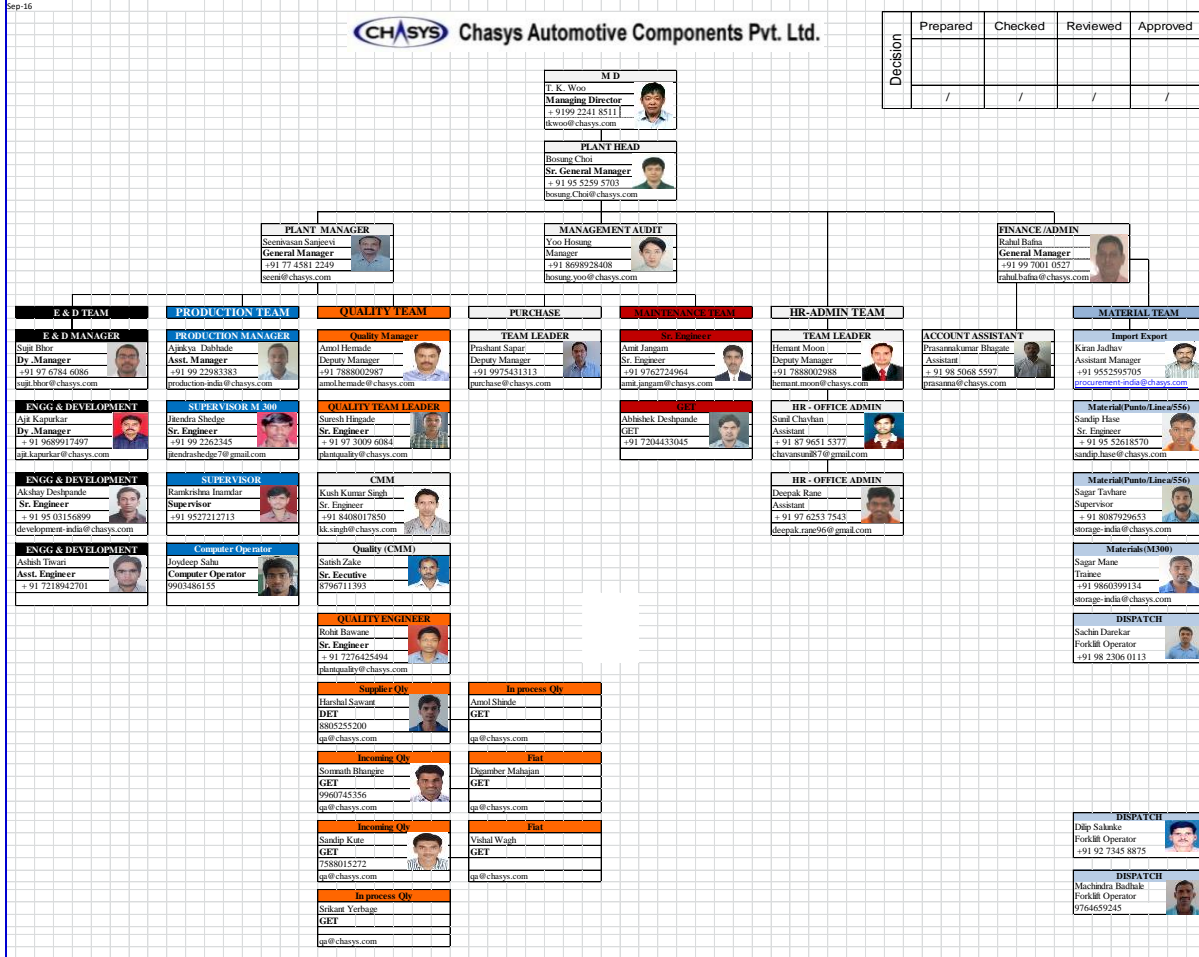 Sep-16
CHASYS Chasys Automotive Components Pvt. Ltd.
Decision
Prepared Checked Reviewed Approved
/ / / /
M D
T. K. Woo
Managing Director
+ 9199 2241 8511
tkwoo@chasys.com
PLANT HEAD
Bosung Choi
Sr. General Manager
+ 91 95 5259 5703
bosung.Choi@chasys.com
PLANT MANAGER
Seenivasan Sanjeevi
General Manager
+91 77 4581 2249
seeni@chasys.com
MANAGEMENT AUDIT
Yoo Hosung
Manager
+91 8698928408
hosung.yoo@chasys.com
FINANCE /ADMIN
Rahul Bafna
General Manager
+91 99 7001 0527
rahul.bafna@chasys.com
E & D TEAM
E & D MANAGER
Sujit Bhor
Dy .Manager
+ 91 97 6784 6086
sujit.bhor@chasys.com
ENGG & DEVELOPMENT
Ajit Kapurkar
Dy .Manager
+ 91 9689917497
ajit.kapurkar@chasys.com
ENGG & DEVELOPMENT
Akshay Deshpande
Sr. Engineer
+ 91 95 03156899
development-india@chasys.com
ENGG & DEVELOPMENT
Ashish Tiwari
Asst. Engineer
+ 91 7218942701
PRODUCTION TEAM
PRODUCTION MANAGER
Ajinkya Dabhade
Asst. Manager
+ 91 99 22983383
production-india@chasys.com
SUPERVISOR M 300
Jitendra Shedge
Sr. Engineer
+ 91 99 2262345
jitendrashedge7@gmail.com
SUPERVISOR
Ramkrishna Inamdar
Supervisor
+91 9527212713
Computer Operator
Joydeep Sahu
Computer Operator
9903486155
QUALITY TEAM
Quality Manager
Amol Hemade
Deputy Manager
+91 7888002987
amol.hemade@chasys.com
QUALITY TEAM LEADER
Suresh Hingade
Sr. Engineer
+ 91 97 3009 6084
plantquality@chasys.com
CMM
Kush Kumar Singh
Sr. Engineer
+91 8408017850
kk.singh@chasys.com
Quality (CMM)
Satish Zake
Sr. Eecutive
8796711393
QUALITY ENGINEER
Rohit Bawane
Sr. Engineer
+ 91 7276425494
plantquality@chasys.com
Supplier Qly
Harshal Sawant
DET
8805255200
qa@chasys.com
Incoming Qly
Somnath Bhangire
GET
9960745356
qa@chasys.com
Incoming Qly
Sandip Kute
GET
7588015272
qa@chasys.com
In process Qly
Srikant Yerbage
GET
qa@chasys.com
In process Qly
Amol Shinde
GET
qa@chasys.com
Fiat
Digamber Mahajan
GET
qa@chasys.com
Fiat
Vishal Wagh
GET
qa@chasys.com
PURCHASE
TEAM LEADER
Prashant Sapar
Deputy Manager
+91 9975431313
purchase@chasys.com
MAINTENANCE TEAM
Sr. Engineer
Amit Jangam
Sr. Engineer
+91 9762724964
amit.jangam@chasys.com
GET
Abhishek Deshpande
GET
+91 7204433045
HR-ADMIN TEAM
TEAM LEADER
Hemant Moon
Deputy Manager
+91 7888002988
hemant.moon@chasys.com
HR - OFFICE ADMIN
Sunil Chavhan
Assistant
+ 91 87 9651 5377
chavansunil87@gmail.com
HR - OFFICE ADMIN
Deepak Rane
Assistant
+ 91 97 6253 7543
deepak.rane96@gmail.com
ACCOUNT ASSISTANT
Prasannakumar Bhagate
Assistant
+ 91 98 5068 5597
prasanna@chasys.com
MATERIAL TEAM
Import Export
Kiran Jadhav
Assistant Manager
+91 9552595705
procurement-india@chasys.com
Material(Punto/Linea/556)
Sandip Hase
Sr. Engineer
+ 91 95 52618570
sandip.hase@chasys.com
Material(Punto/Linea/556)
Sagar Tavhare
Supervisor
+ 91 8087929653
storage-india@chasys.com
Materials(M300)
Sagar Mane
Trainee
+91 9860399134
storage-india@chasys.com
DISPATCH
Sachin Darekar
Forklift Operator
+91 98 2306 0113
DISPATCH
Dilip Salunke
Forklift Operator
+91 92 7345 8875
DISPATCH
Machindra Badhale
Forklift Operator
9764659245